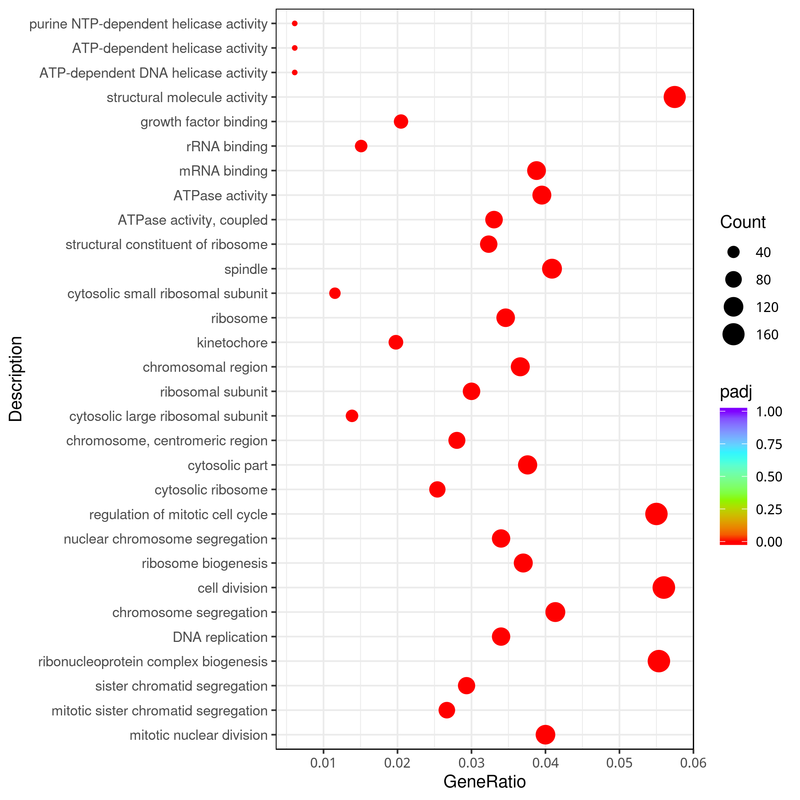 purine NTP-dependent helicase activity
ATP-dependent helicase activity
ATP-dependent DNA helicase activity
structural molecule activity
growth factor binding
rRNA binding
mRNA binding
ATPase activity
ATPase activity, coupled
structural constituent of ribosome
spindle
cytosolic small ribosomal subunit
ribosome
kinetochore
chromosomal region
ribosomal subunit
cytosolic large ribosomal subunit
chromosome, centromeric region
cytosolic part
cytosolic ribosome
regulation of mitotic cell cycle
nuclear chromosome segregation
ribosome biogenesis
cell division
chromosome segregation
DNA replication
ribonucleoprotein complex biogenesis
sister chromatid segregation
mitotic sister chromatid segregation
mitotic nuclear division
Description
0.01 0.02 0.03 0.04 0.05 0.06
GeneRatio
Count
40
80
120
160
padj
1.00
0.75
0.50
0.25
0.00